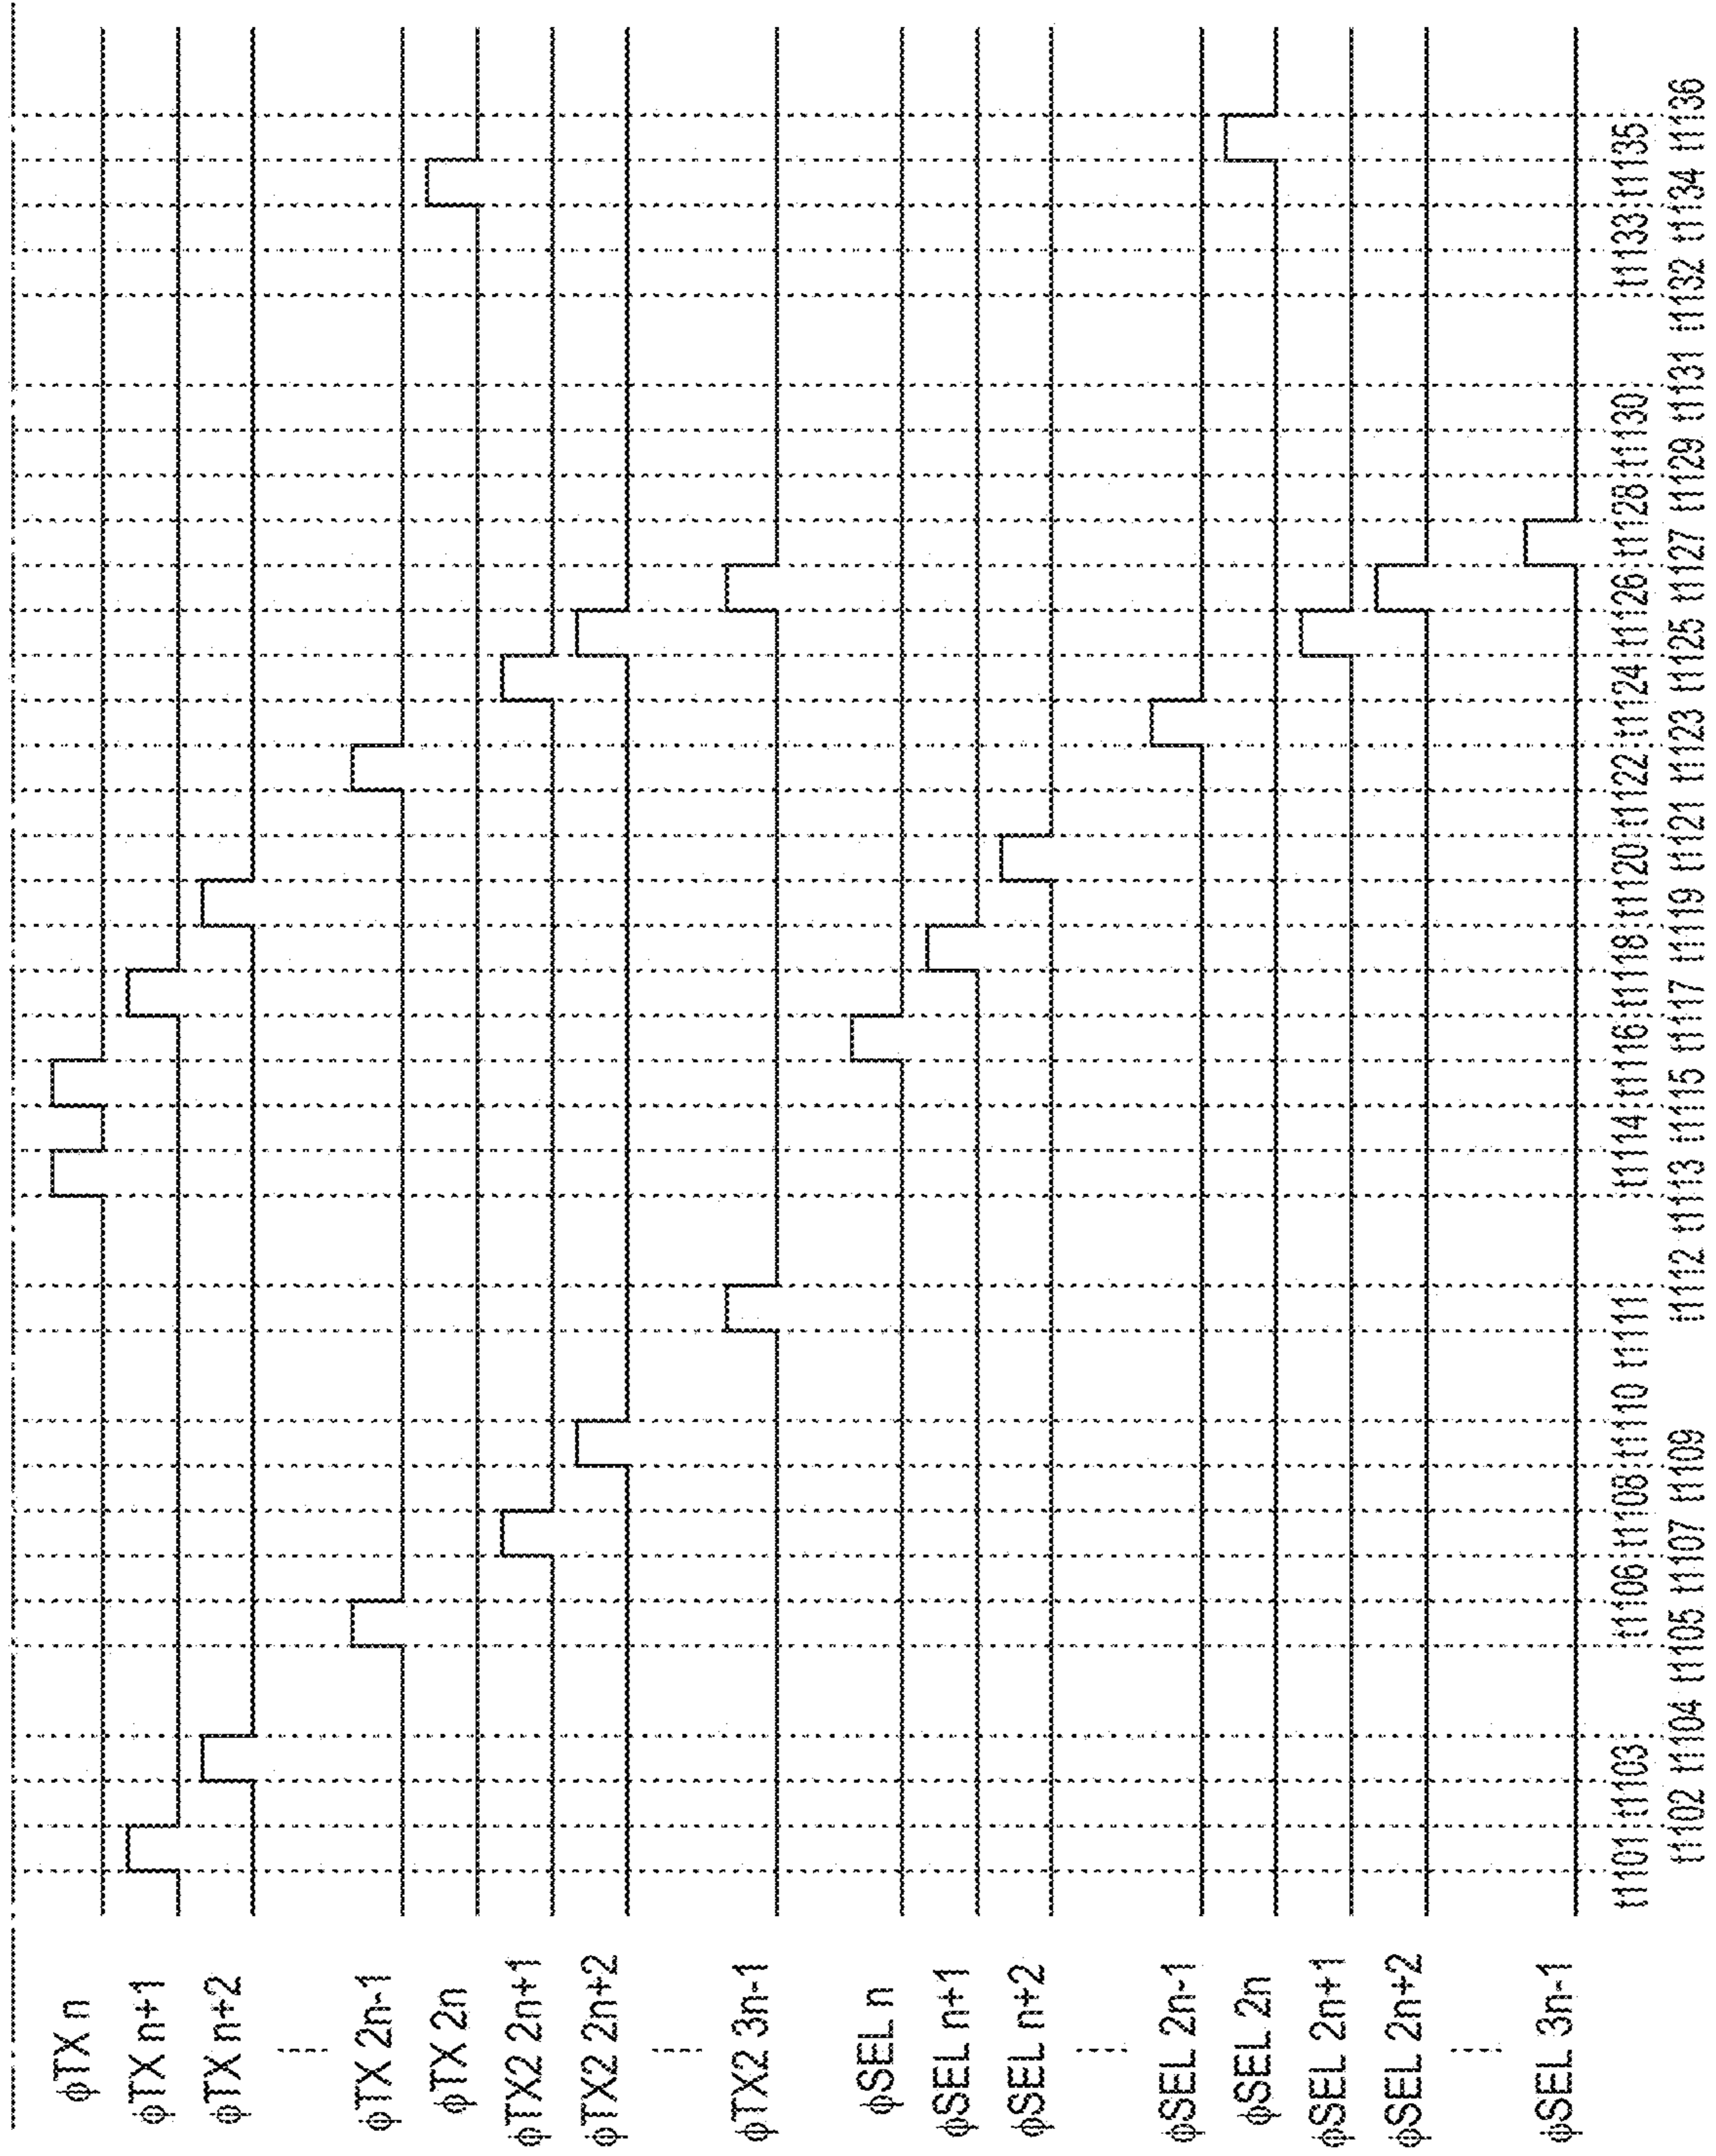 ϕTX n
ϕTX n+1
ϕTX n+2
ϕTX 2n-1
ϕTX 2n
ϕTX2 2n+1
ϕTX2 2n+2
ϕTX2 3n-1
ϕSEL n
ϕSEL n+1
ϕSEL n+2
ϕSEL 2n-1
ϕSEL 2n
ϕSEL 2n+1
ϕSEL 2n+2
ϕSEL 3n-1
t1101 t1103 t1106 t1108 t1110 t1111 t1114 t1116 t1118 t1120 t1122 t1124 t1126 t1128 t1130 t1133 t1135
t1102 t1104 t1105 t1107 t1109 t1112 t1113 t1115 t1117 t1119 t1121 t1123 t1125 t1127 t1129 t1131 t1132 t1134 t1136